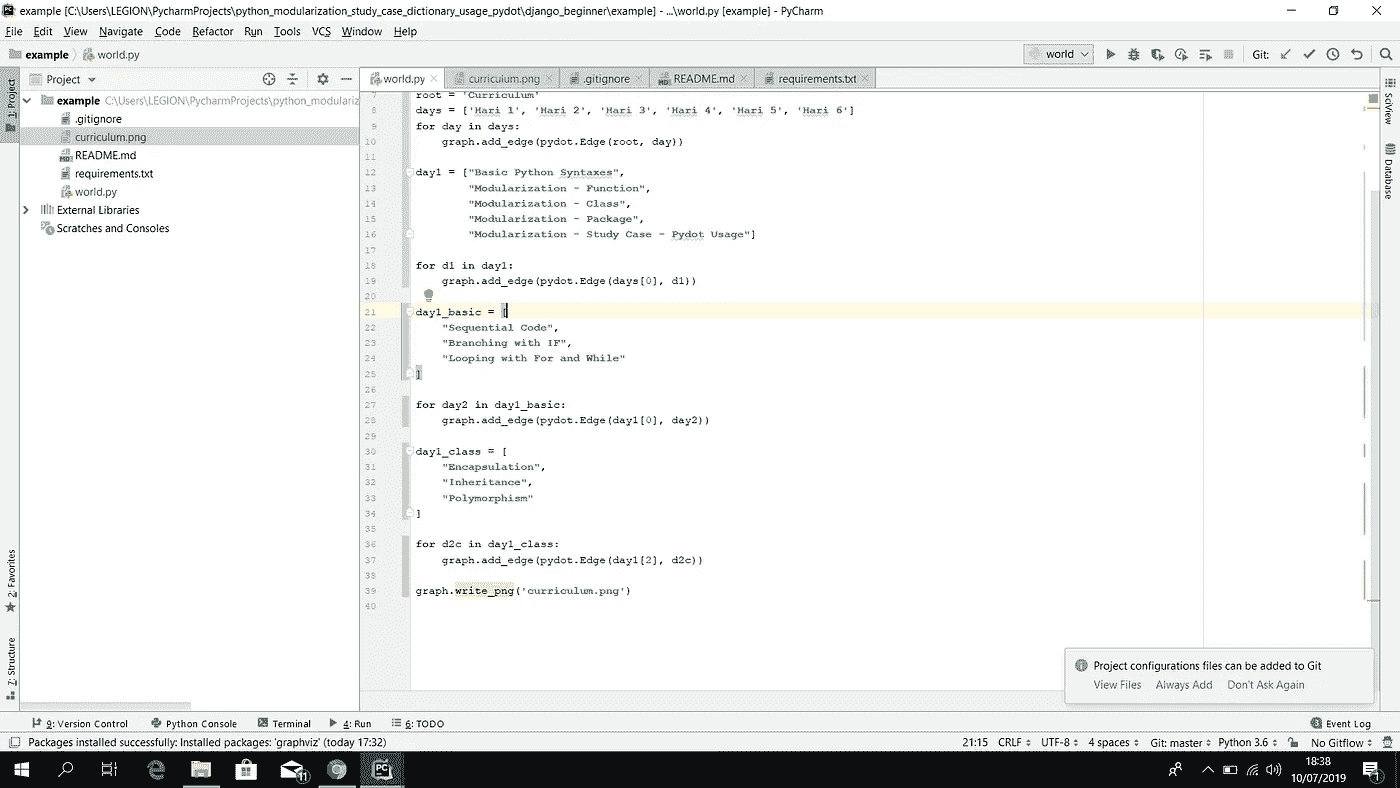 example [C:\Users\LEGION\PycharmProjects\python_modularization_study_case_dictionary_usage_pydot\django_beginner\example] - ...\world.py [example] - PyCharm
File Edit View Navigate Code Refactor Run Tools VCS Window Help
example world.py world Git:
1: Project
Project
world.py curriculum.png .gitignore README.md requirements.txt
example C:\Users\LEGION\PycharmProjects\python_modulariz
.gitignore
curriculum.png
README.md
requirements.txt
world.py
External Libraries
Scratches and Consoles
7 root = 'Curriculum'
8 days = ['Hari 1', 'Hari 2', 'Hari 3', 'Hari 4', 'Hari 5', 'Hari 6']
9 for day in days:
10 graph.add_edge(pydot.Edge(root, day))
11
12 day1 = ["Basic Python Syntaxes",
13 "Modularization - Function",
14 "Modularization - Class",
15 "Modularization - Package",
16 "Modularization - Study Case - Pydot Usage"]
17
18 for d1 in day1:
19 graph.add_edge(pydot.Edge(days[0], d1))
20
21 day1_basic = [
22 "Sequential Code",
23 "Branching with IF",
24 "Looping with For and While"
25 ]
26
27 for day2 in day1_basic:
28 graph.add_edge(pydot.Edge(day1[0], day2))
29
30 day1_class = [
31 "Encapsulation",
32 "Inheritance",
33 "Polymorphism"
34 ]
35
36 for d2c in day1_class:
37 graph.add_edge(pydot.Edge(day1[2], d2c))
38
39 graph.write_png('curriculum.png')
40
SciView
Database
2: Favorites
7: Structure
Project configurations files can be added to Git
View Files Always Add Don't Ask Again
9: Version Control Python Console Terminal 4: Run 6: TODO 3 Event Log
Packages installed successfully: Installed packages: 'graphviz' (today 17:32) 21:15 CRLF UTF-8 4 spaces Git: master Python 3.6 No Gitflow
PC
11
18:38
10/07/2019
1